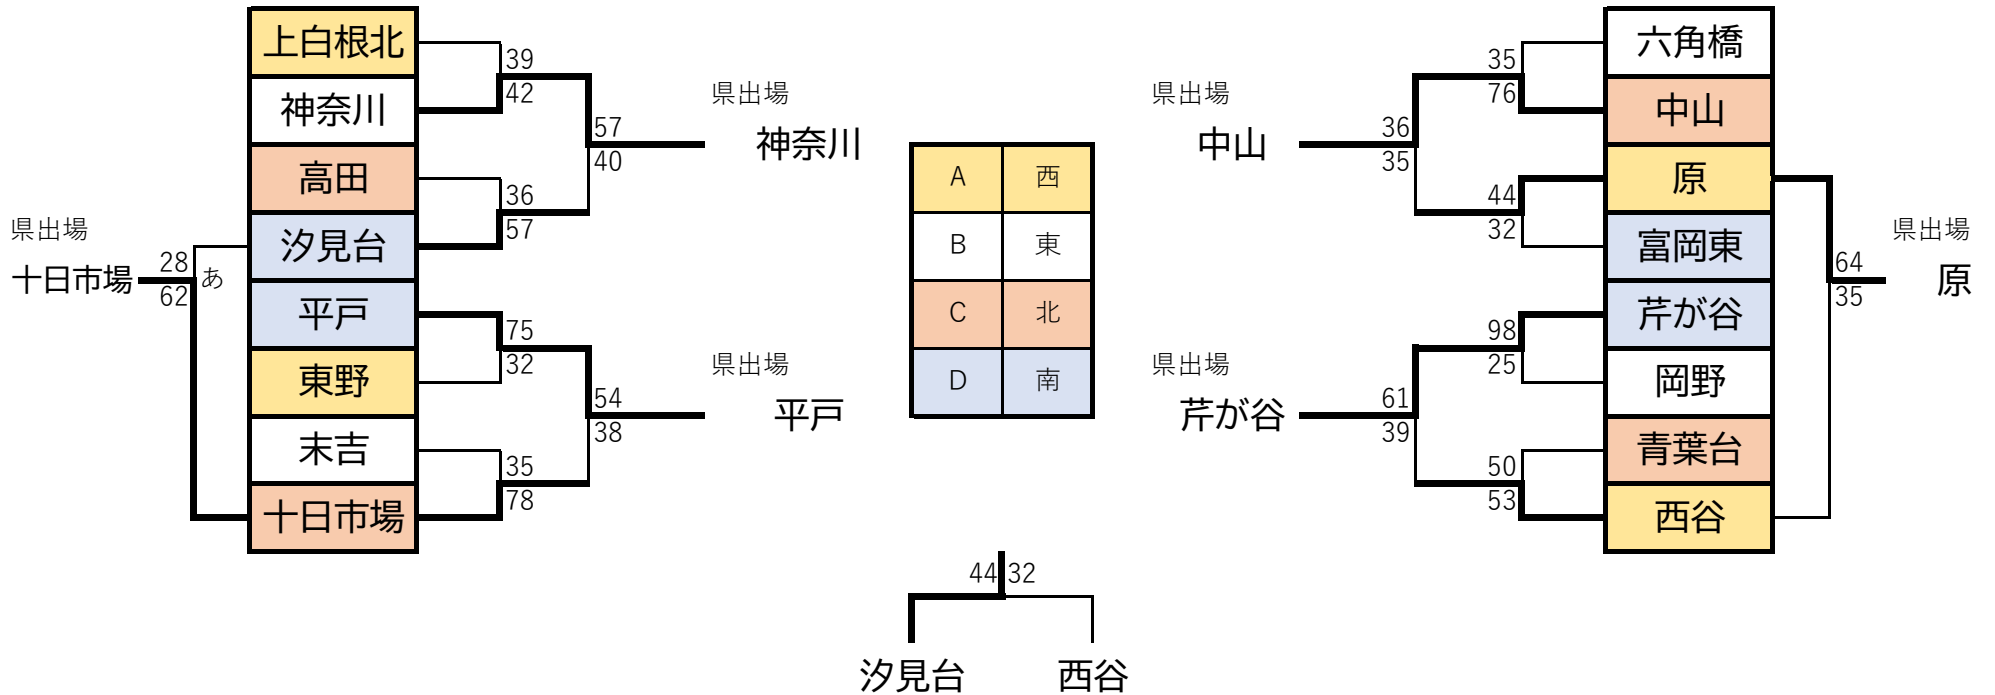 上白根北
神奈川
高田
汐見台
平戸
東野
末吉
十日市場
39
42
36
57
75
32
35
78
57
40
54
38
県出場
神奈川
県出場
平戸
県出場
十日市場
28
62
あ
A 西
B 東
C 北
D 南
六角橋
中山
原
富岡東
芹が谷
岡野
青葉台
西谷
35
76
44
32
98
25
50
53
36
35
61
39
県出場
中山
県出場
芹が谷
県出場
原
64
35
44 32
汐見台 西谷